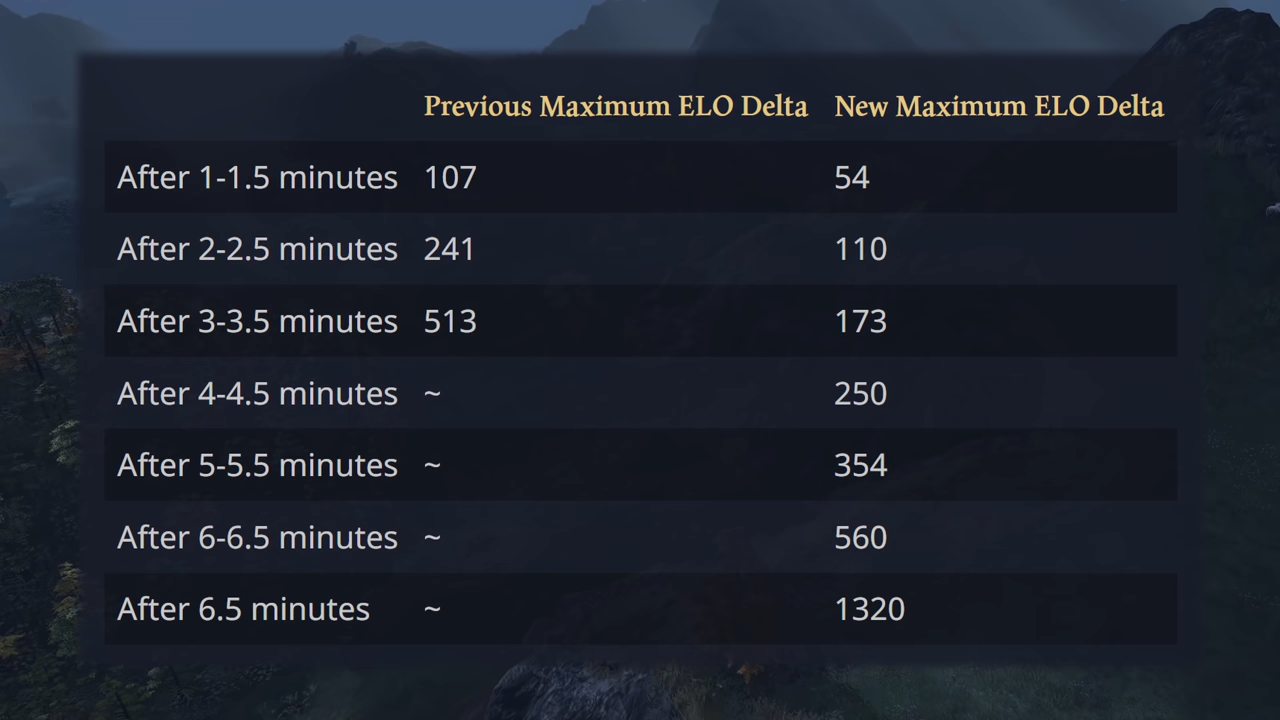 Previous Maximum ELO Delta New Maximum ELO Delta
After 1-1.5 minutes 107 54
After 2-2.5 minutes 241 110
After 3-3.5 minutes 513 173
After 4-4.5 minutes ~ 250
After 5-5.5 minutes ~ 354
After 6-6.5 minutes ~ 560
After 6.5 minutes ~ 1320